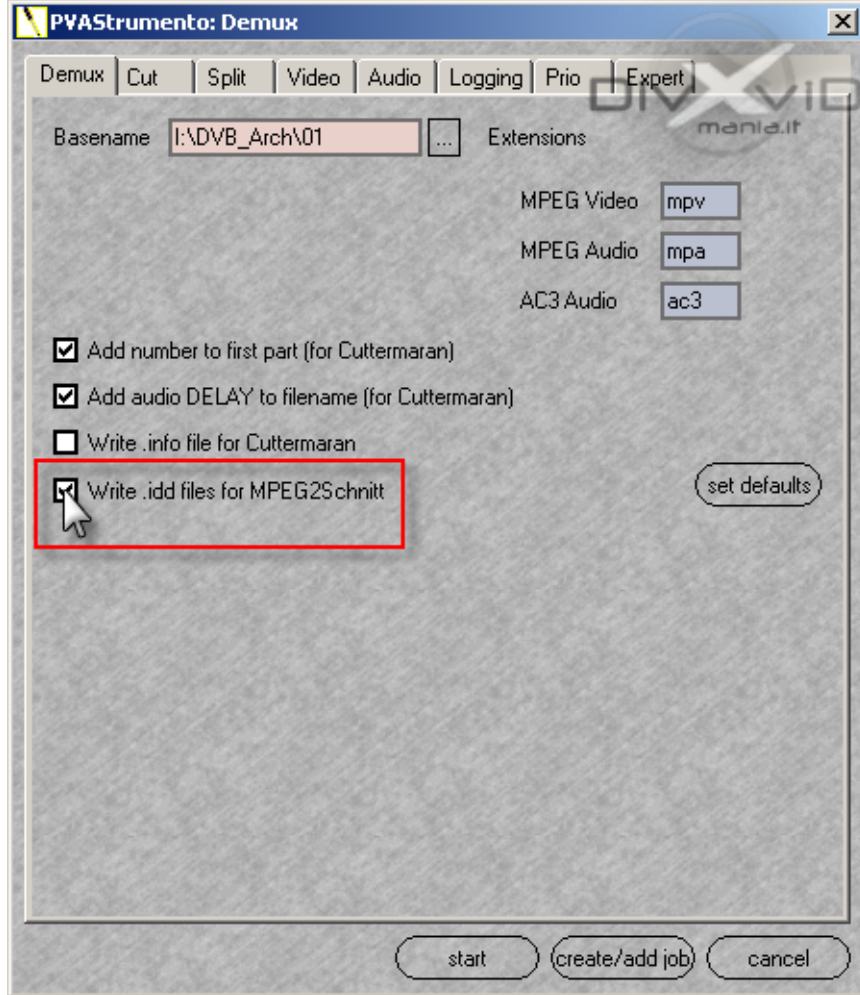 PVAStrumento: Demux
Demux Cut Split Video Audio Logging Prio Expert
DIVXVID
mania.it
Basename I:\DVB_Arch\01 ... Extensions
MPEG Video mpv
MPEG Audio mpa
AC3 Audio ac3
Add number to first part (for Cuttermaran)
Add audio DELAY to filename (for Cuttermaran)
Write .info file for Cuttermaran
Write .idd files for MPEG2Schnitt
set defaults
start create/add job cancel